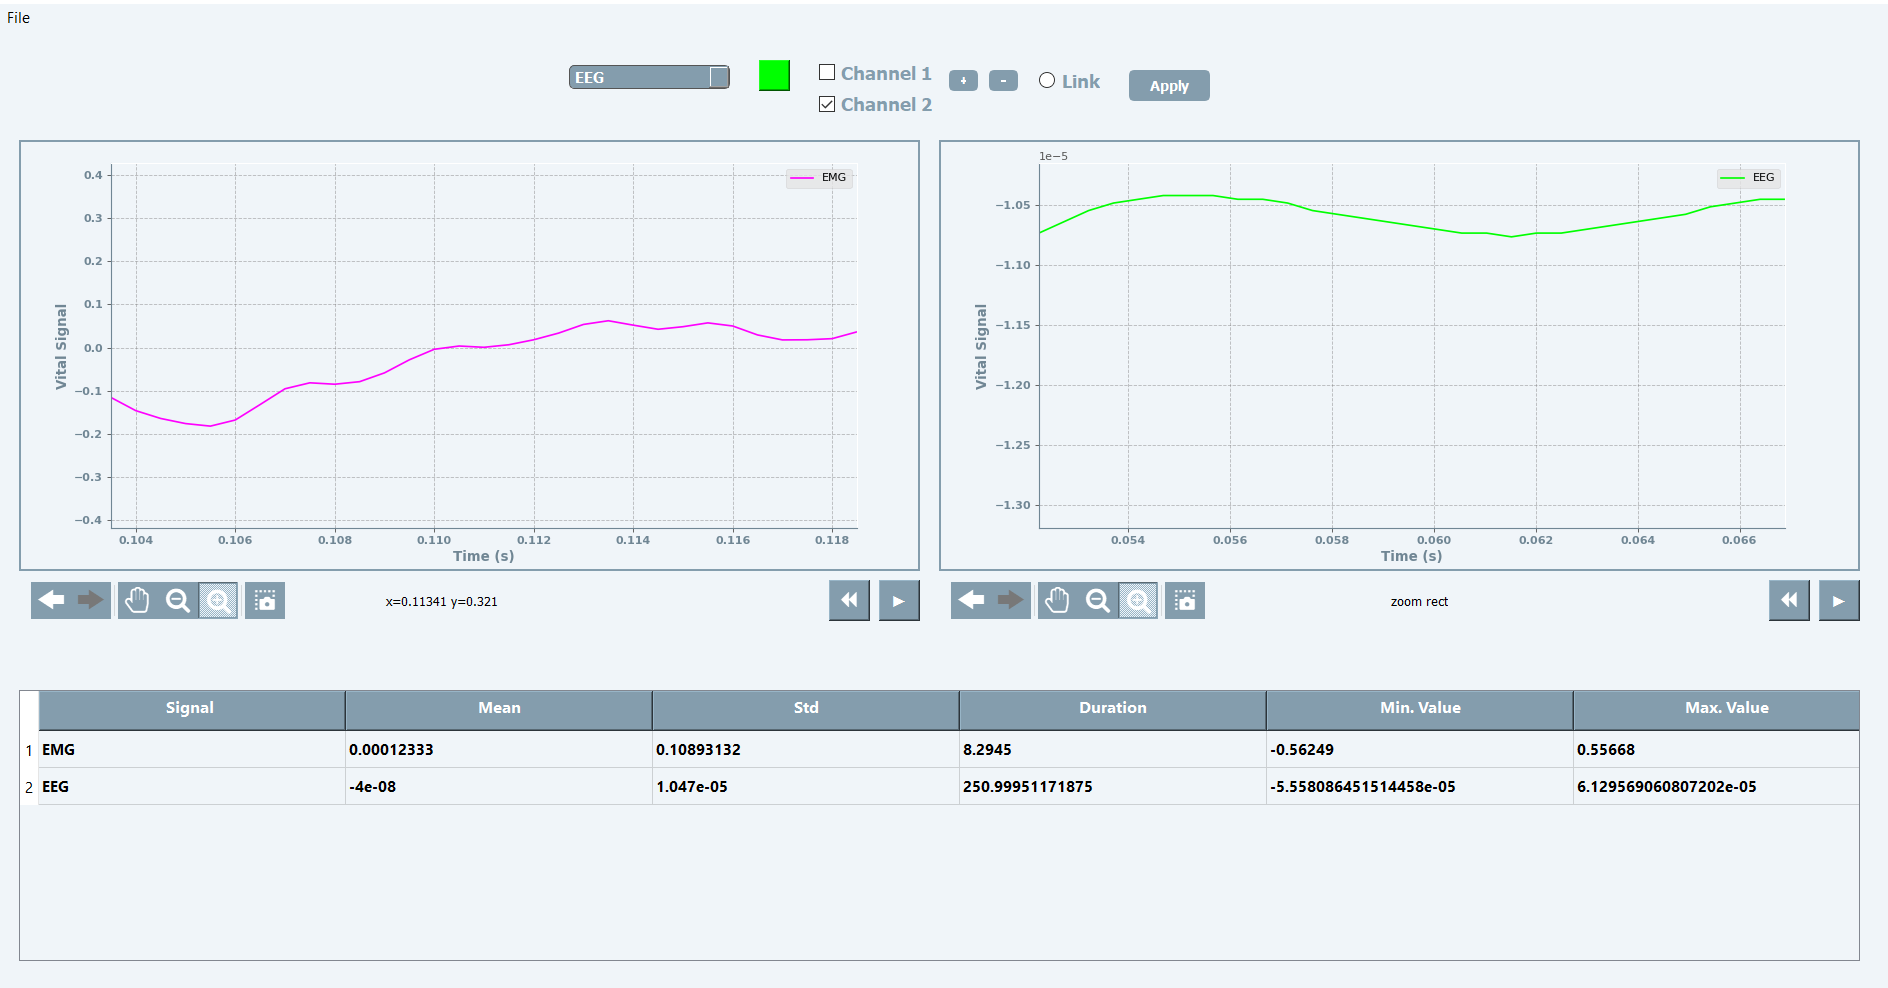 File
EEG
Channel 1
Channel 2
+
-
Link
Apply
EMG
0.4
0.3
0.2
0.1
0.0
−0.1
−0.2
−0.3
−0.4
Vital Signal
0.104 0.106 0.108 0.110 0.112 0.114 0.116 0.118
Time (s)
1e−5
EEG
−1.05
−1.10
−1.15
−1.20
−1.25
−1.30
Vital Signal
0.054 0.056 0.058 0.060 0.062 0.064 0.066
Time (s)
x=0.11341 y=0.321
zoom rect
Signal Mean Std Duration Min. Value Max. Value
1 EMG 0.00012333 0.10893132 8.2945 -0.56249 0.55668
2 EEG -4e-08 1.047e-05 250.99951171875 -5.558086451514458e-05 6.129569060807202e-05